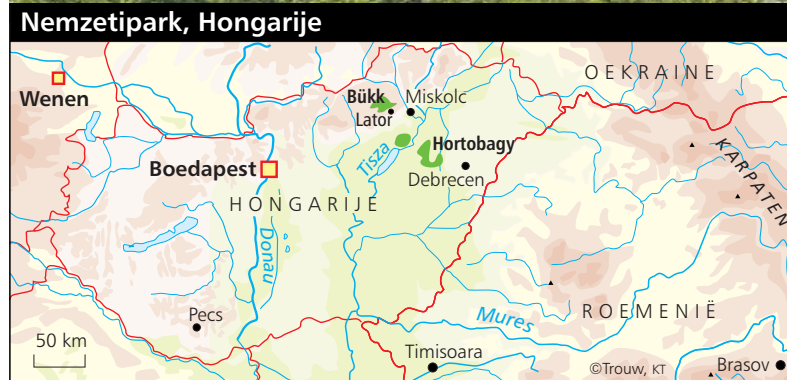 Nemzetipark, Hongarije
OEKRAINE
Wenen
Bükk
Miskolc
Lator
Hortobagy
Tisza
KARPATEN
Boedapest
Debrecen
HONGARIJE
Donau
Pecs
Mures
ROEMENIË
50 km
Timisoara
©Trouw, KT
Brasov